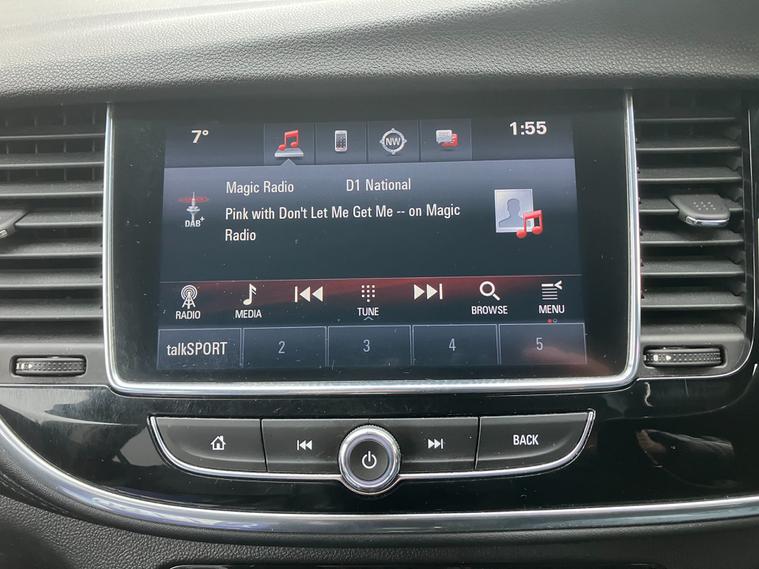 7° NW 1:55
Magic Radio D1 National
DAB+
Pink with Don't Let Me Get Me -- on Magic
Radio
RADIO MEDIA TUNE BROWSE MENU
talkSPORT 2 3 4 5
BACK